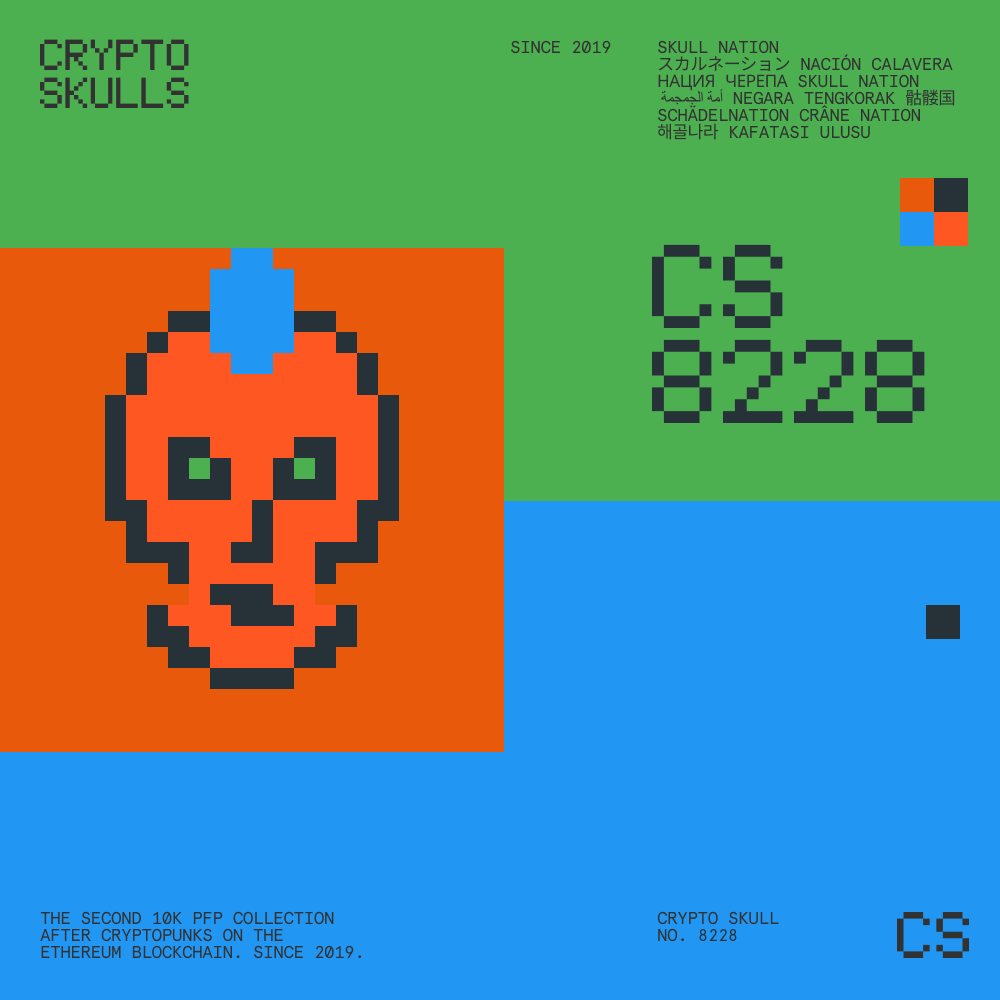 CRYPTO
SKULLS
SINCE 2019
SKULL NATION
スカルネーション NACIÓN CALAVERA
НАЦИЯ ЧЕРЕПА SKULL NATION
أمة الجمجمة NEGARA TENGKORAK 骷髅国
SCHÄDELNATION CRÂNE NATION
해골나라 KAFATASI ULUSU
CS
8228
THE SECOND 10K PFP COLLECTION
AFTER CRYPTOPUNKS ON THE
ETHEREUM BLOCKCHAIN. SINCE 2019.
CRYPTO SKULL
NO. 8228
CS